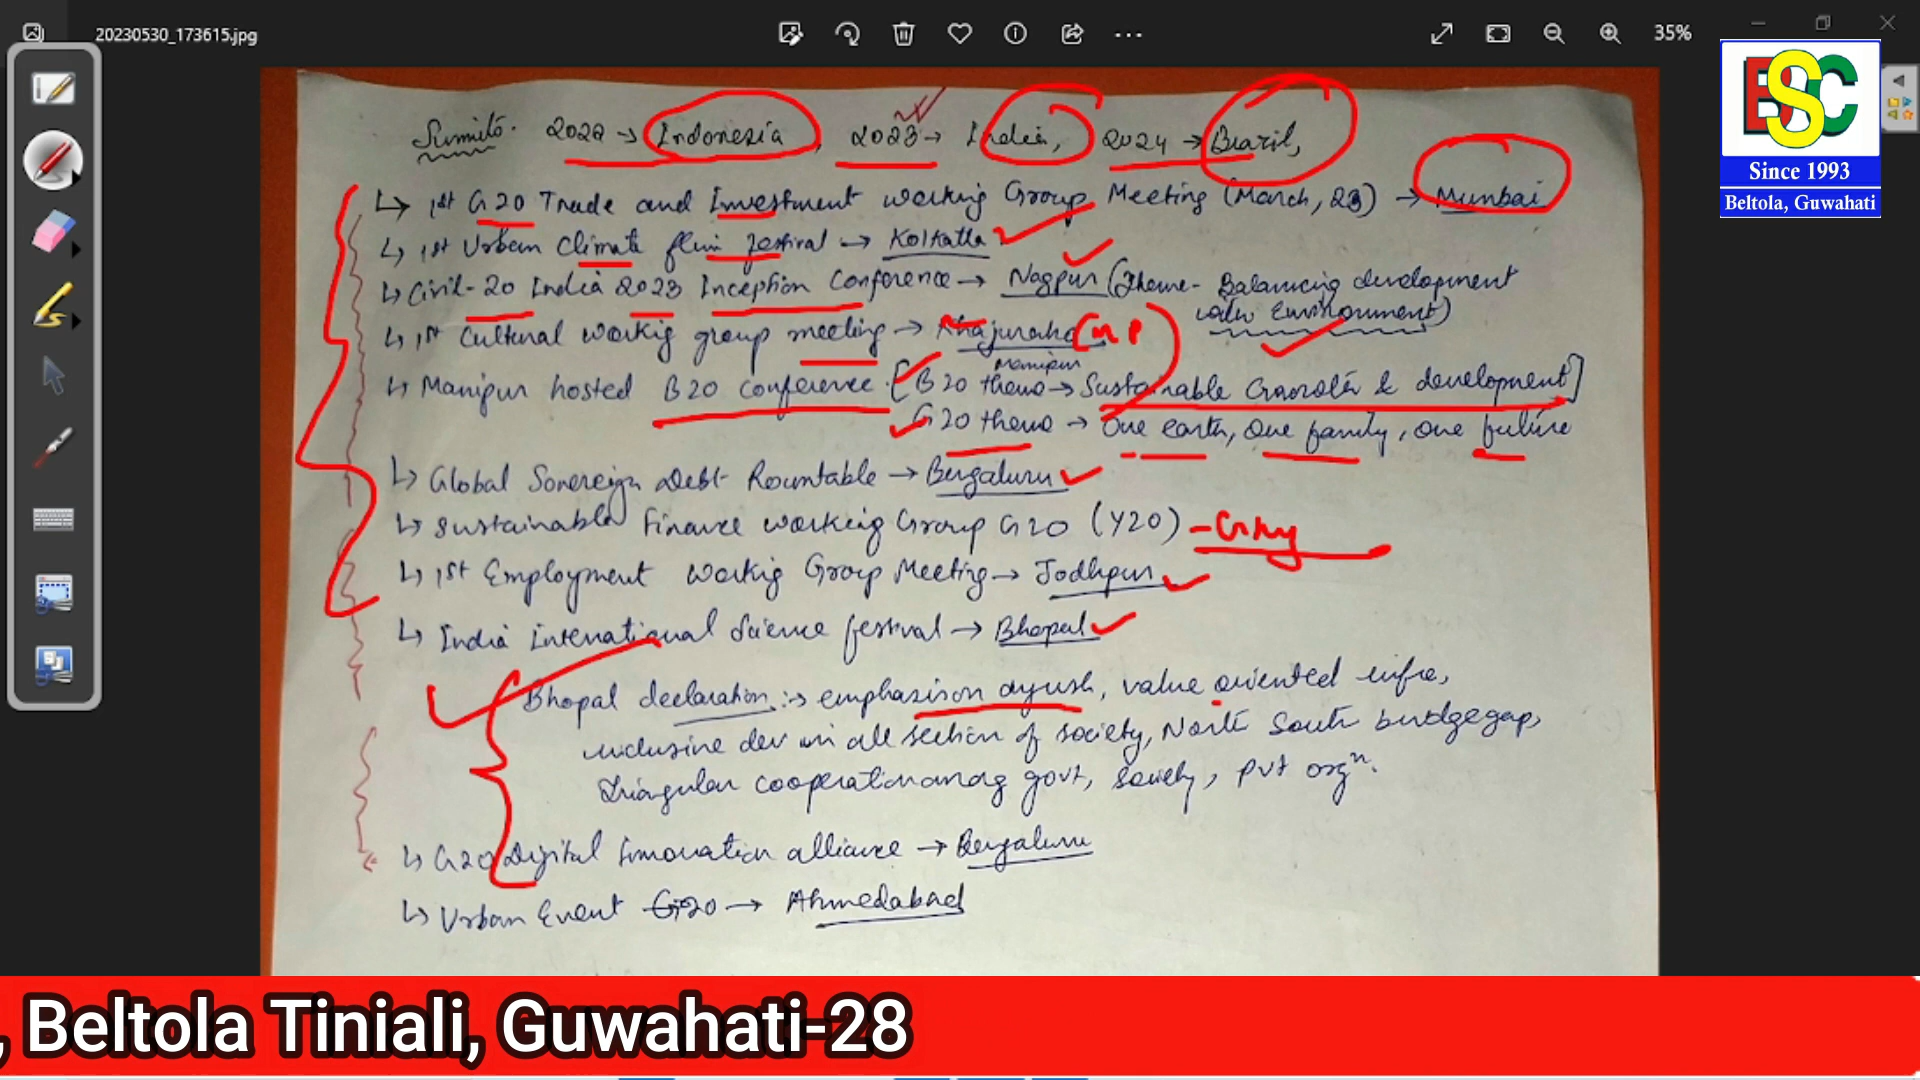 20230530_173615.jpg
35%
BSC
Since 1993
Beltola, Guwahati
Summits. 2022 → Indonesia, 2023 → India, 2024 → Brazil,
↳ 1st G20 Trade and Investment working Group Meeting (March, 23) → Mumbai
↳ 1st Urban Climate film festival → Kolkatta
↳ Civil-20 India 2023 Inception Conference → Nagpur (Theme - Balancing development
with Environment)
↳ 1st Cultural working group meeting → Khajuraho (MP)
Manipur
↳ Manipur hosted B20 conference. [B20 theme → Sustainable Growth & development]
G20 theme → One earth, One family, One future
↳ Global Sovereign Debt Rountable → Bengaluru
↳ Sustainable Finance working Group G20 (Y20) - GHY
↳ 1st Employment working Group Meeting → Jodhpur
↳ India International Science festival → Bhopal
Bhopal declaration :→ emphasis on ayush, value oriented infra,
inclusive dev in all section of society, North South bridge gap,
Triangular cooperation among govt, society, pvt orgn.
↳ G20 Digital Innovation alliance → Bengaluru
↳ Urban Event G20 → Ahmedabad
, Beltola Tiniali, Guwahati-28